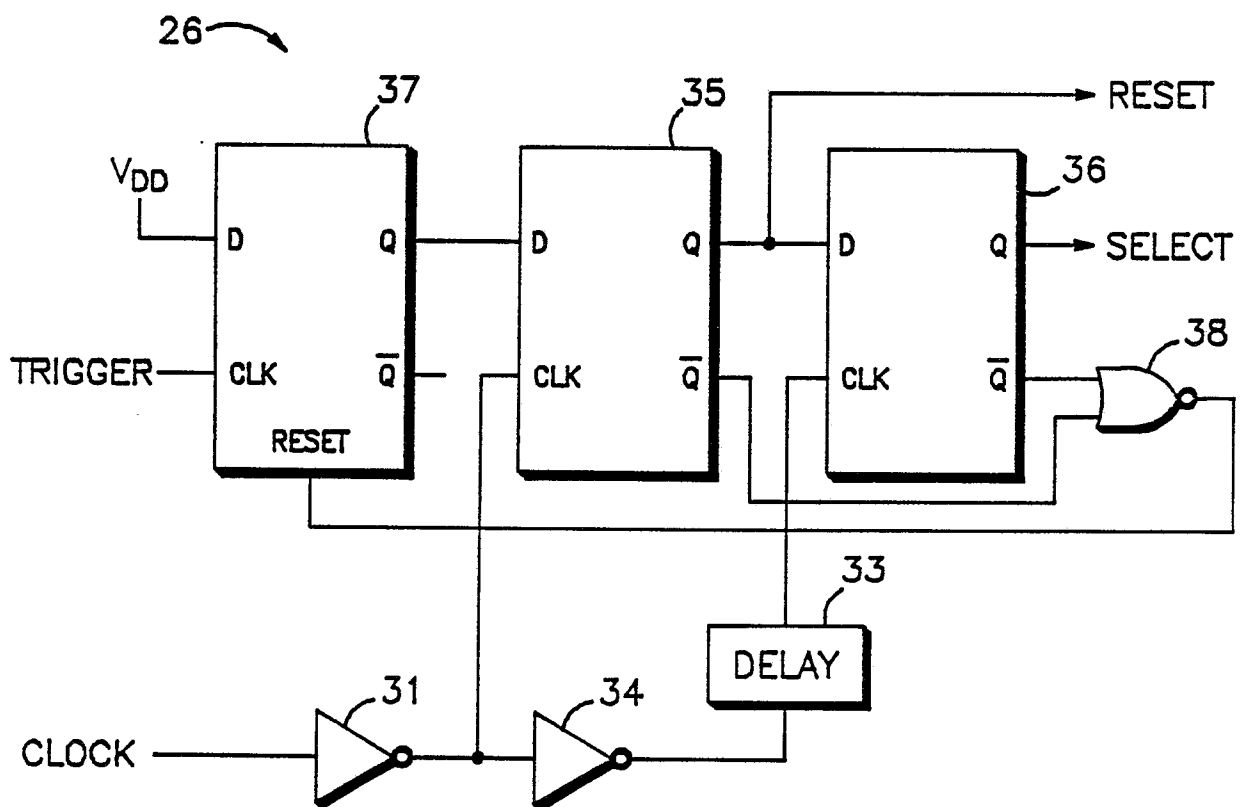 26
37
35
RESET
V_DD
36
D
Q
D
Q
D
Q
SELECT
38
TRIGGER
CLK
Q̅
CLK
Q̅
CLK
Q̅
RESET
33
DELAY
31
34
CLOCK